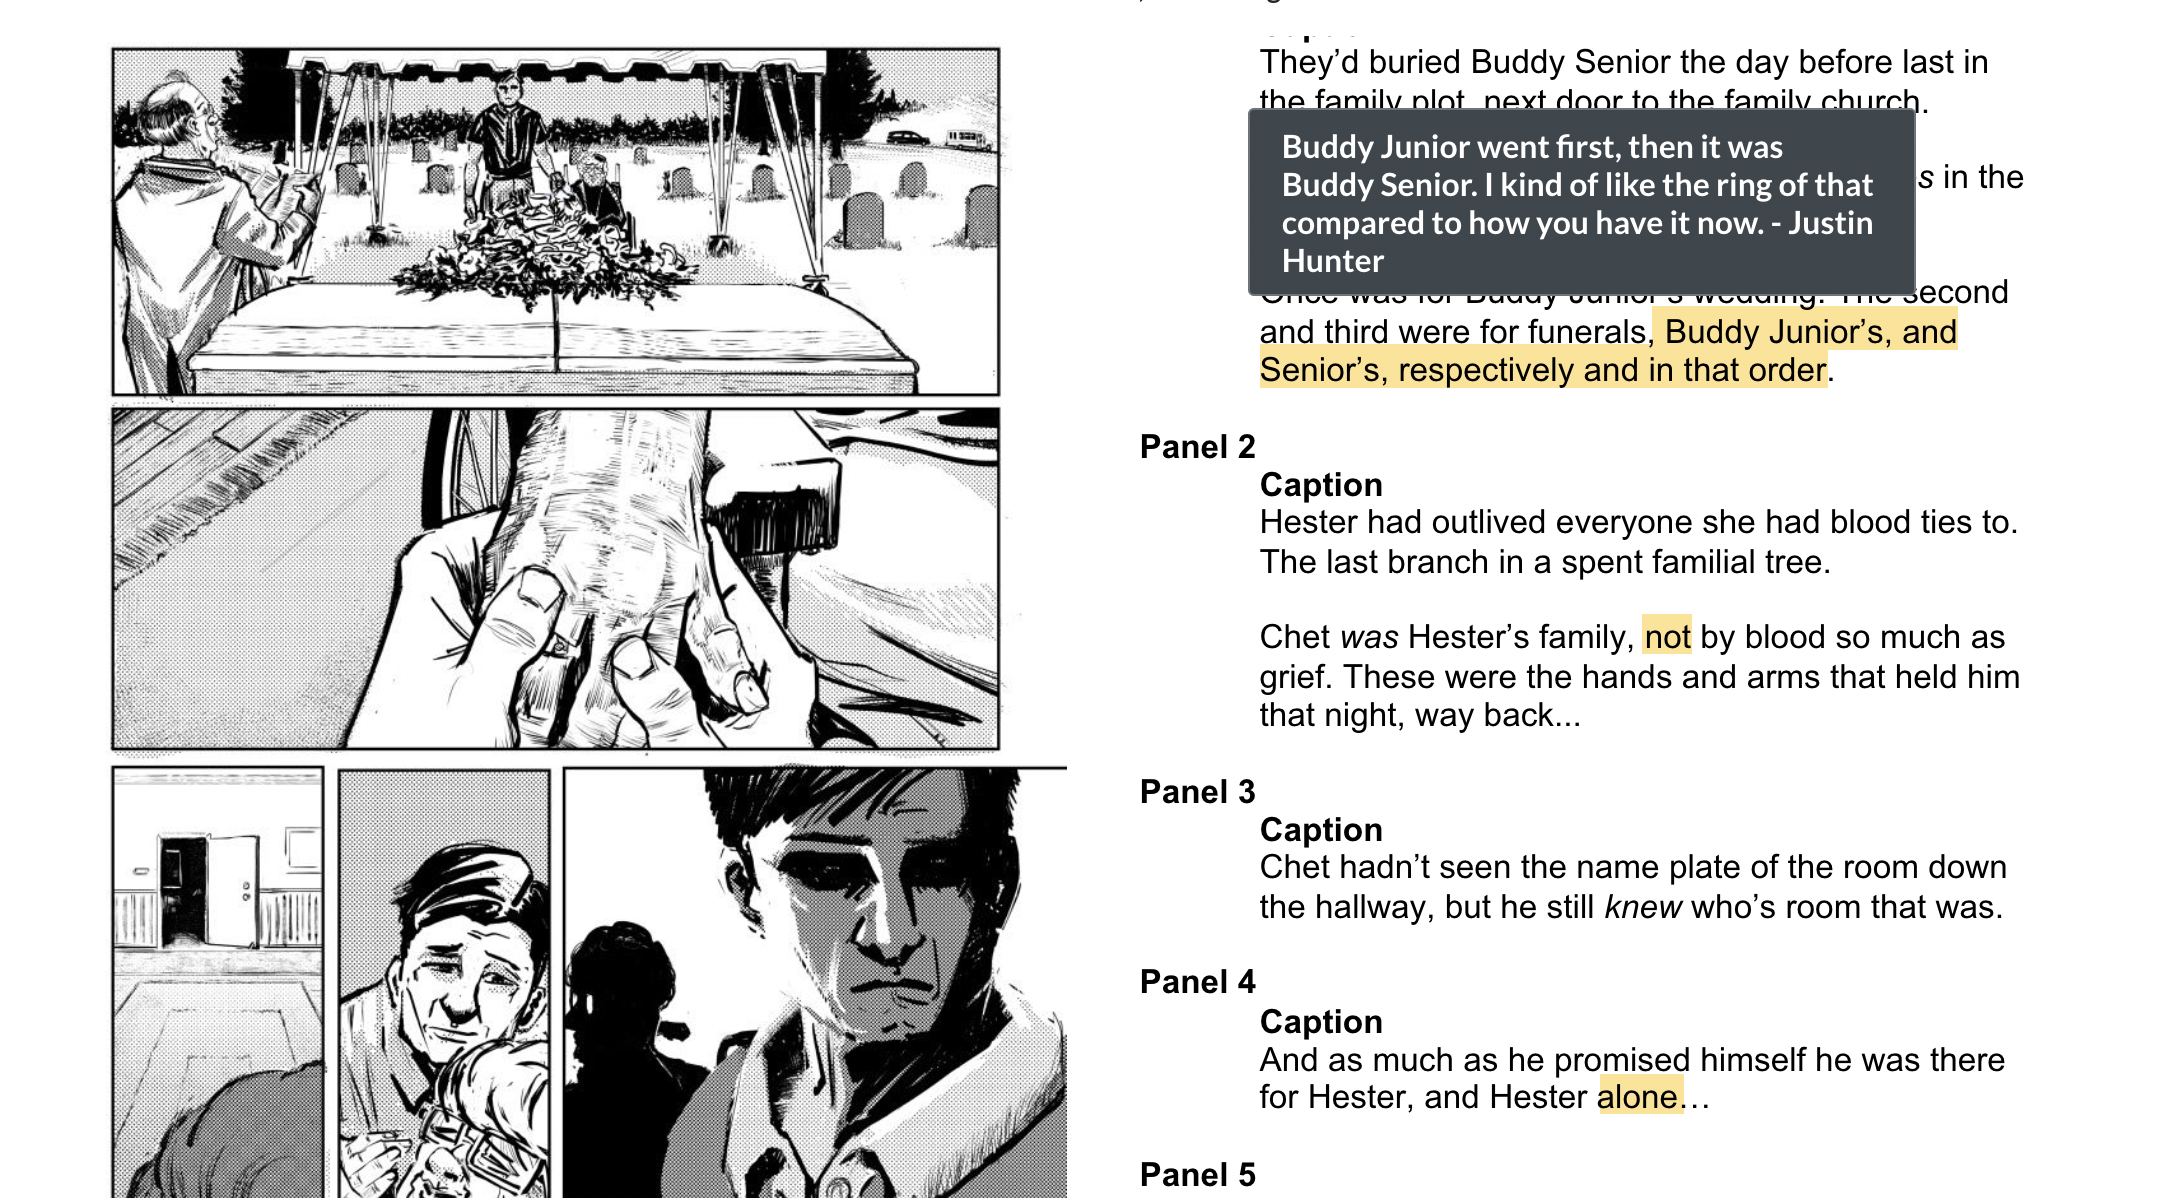 They’d buried Buddy Senior the day before last in
the family plot, next door to the family church.
Buddy Junior went first, then it was
Buddy Senior. I kind of like the ring of that
compared to how you have it now. - Justin
Hunter
in the
Once was for Buddy Junior’s wedding. The second
and third were for funerals, Buddy Junior’s, and
Senior’s, respectively and in that order.
Panel 2
Caption
Hester had outlived everyone she had blood ties to.
The last branch in a spent familial tree.
Chet was Hester’s family, not by blood so much as
grief. These were the hands and arms that held him
that night, way back...
Panel 3
Caption
Chet hadn’t seen the name plate of the room down
the hallway, but he still knew who’s room that was.
Panel 4
Caption
And as much as he promised himself he was there
for Hester, and Hester alone…
Panel 5